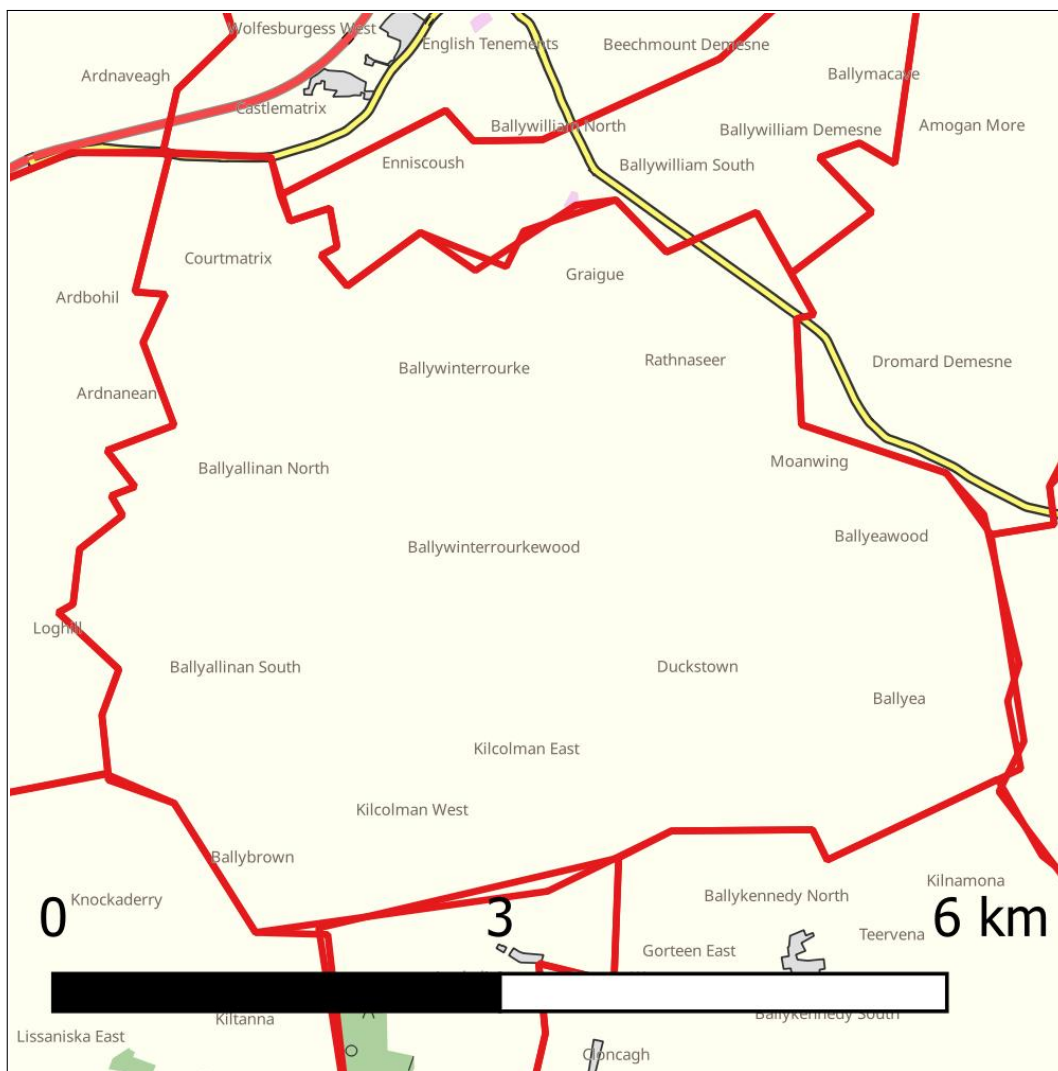 Wolfesburgess West
English Tenements
Beechmount Demesne
Ardnaveagh
Ballymacave
Castlematrix
Ballywilliam North
Ballywilliam Demesne
Amogan More
Enniscoush
Ballywilliam South
Courtmatrix
Graigue
Ardbohil
Rathnaseer
Dromard Demesne
Ballywinterrourke
Ardnanean
Moanwing
Ballyallinan North
Ballyeawood
Ballywinterrourkewood
Loghill
Ballyallinan South
Duckstown
Ballyea
Kilcolman East
Kilcolman West
Ballybrown
Kilnamona
Knockaderry
Ballykennedy North
0 3 6 km
Teervena
Gorteen East
Ballykennedy South
Kiltanna
Lissaniska East
Cloncagh